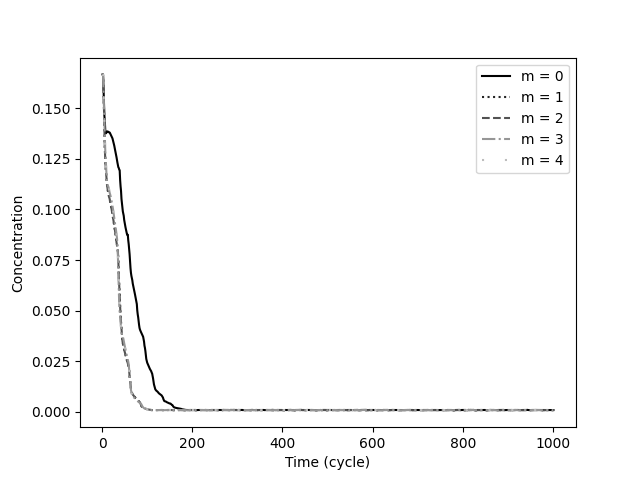 m = 0
m = 1
m = 2
m = 3
m = 4
0.150
0.125
0.100
0.075
0.050
0.025
0.000
Concentration
0 200 400 600 800 1000
Time (cycle)